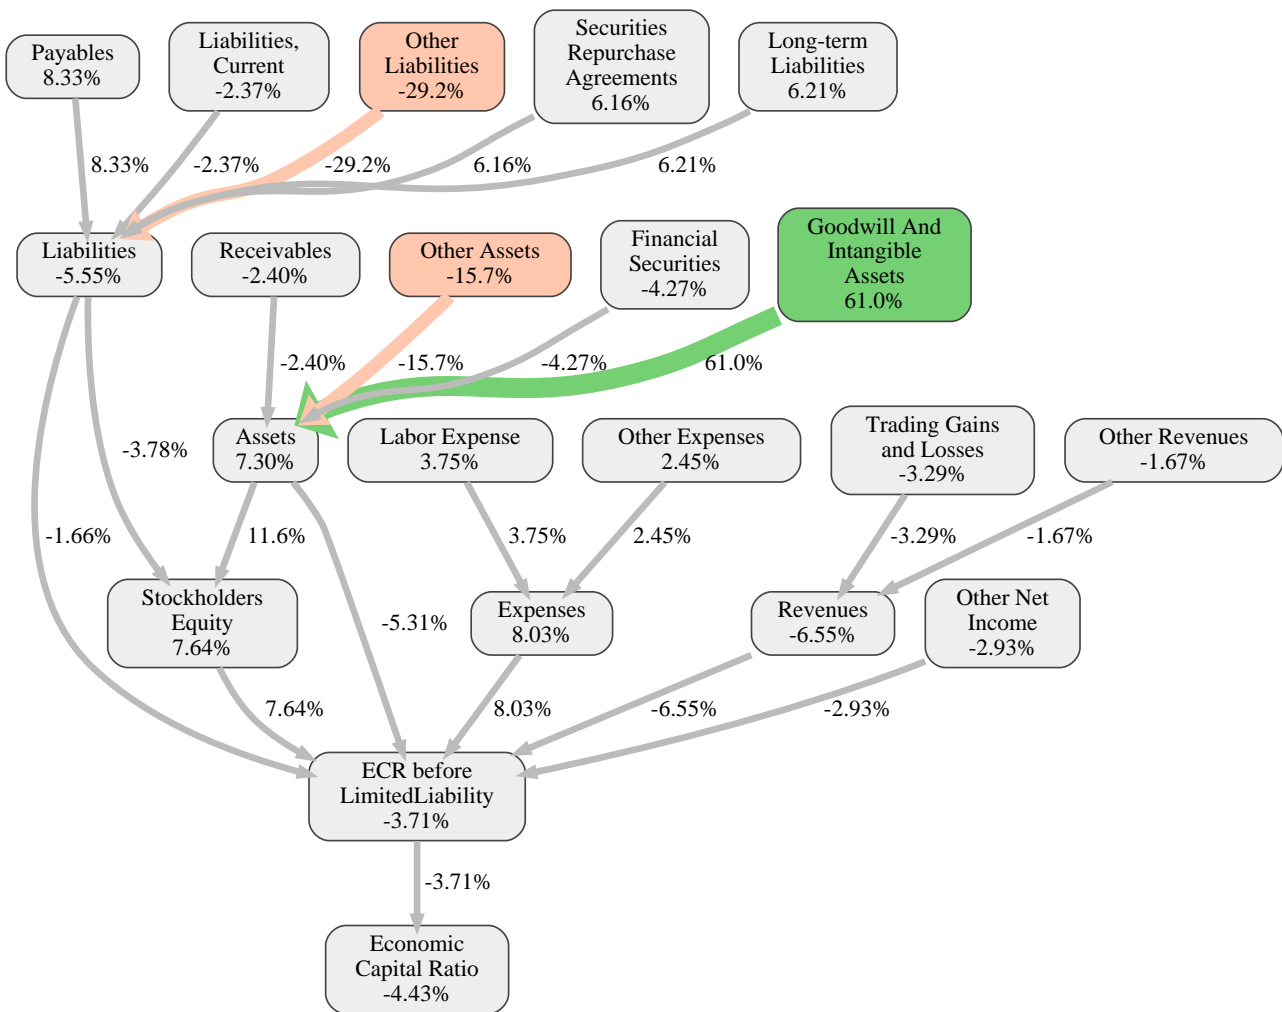 Payables
8.33%
Liabilities,
Current
-2.37%
Other
Liabilities
-29.2%
Securities
Repurchase
Agreements
6.16%
Long-term
Liabilities
6.21%
8.33%
-2.37%
-29.2%
6.16%
6.21%
Liabilities
-5.55%
Receivables
-2.40%
Other Assets
-15.7%
Financial
Securities
-4.27%
Goodwill And
Intangible
Assets
61.0%
-2.40%
-15.7%
-4.27%
61.0%
-3.78%
Assets
7.30%
Labor Expense
3.75%
Other Expenses
2.45%
Trading Gains
and Losses
-3.29%
Other Revenues
-1.67%
-1.66%
11.6%
3.75%
2.45%
-3.29%
-1.67%
Stockholders
Equity
7.64%
-5.31%
Expenses
8.03%
Revenues
-6.55%
Other Net
Income
-2.93%
7.64%
8.03%
-6.55%
-2.93%
ECR before
LimitedLiability
-3.71%
-3.71%
Economic
Capital Ratio
-4.43%